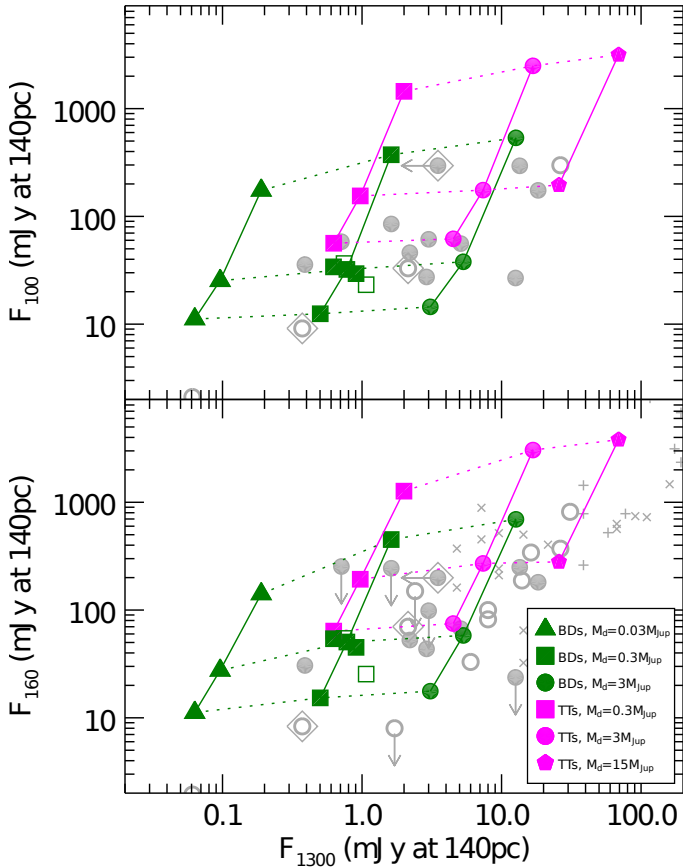 F100 (mJy at 140pc)
1000
100
10
F160 (mJy at 140pc)
1000
100
10
BDs, Md=0.03MJup
BDs, Md=0.3MJup
BDs, Md=3MJup
TTs, Md=0.3MJup
TTs, Md=3MJup
TTs, Md=15MJup
0.1 1.0 10.0 100.0
F1300 (mJy at 140pc)